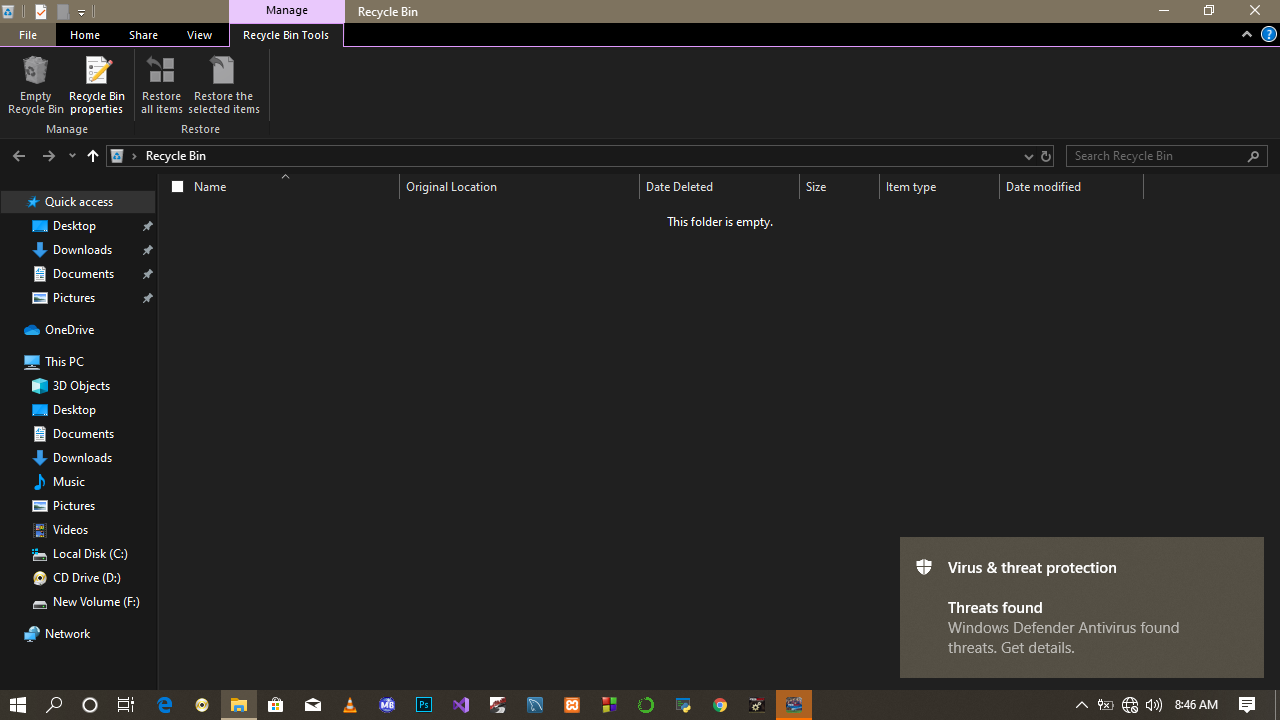 Manage
Recycle Bin
File
Home
Share
View
Recycle Bin Tools
Empty
Recycle Bin
Recycle Bin
properties
Restore
all items
Restore the
selected items
Manage
Restore
Recycle Bin
Search Recycle Bin
Name
Original Location
Date Deleted
Size
Item type
Date modified
This folder is empty.
Quick access
Desktop
Downloads
Documents
Pictures
OneDrive
This PC
3D Objects
Desktop
Documents
Downloads
Music
Pictures
Videos
Local Disk (C:)
CD Drive (D:)
New Volume (F:)
Network
Virus & threat protection
Threats found
Windows Defender Antivirus found
threats. Get details.
MB
Ps
8:46 AM